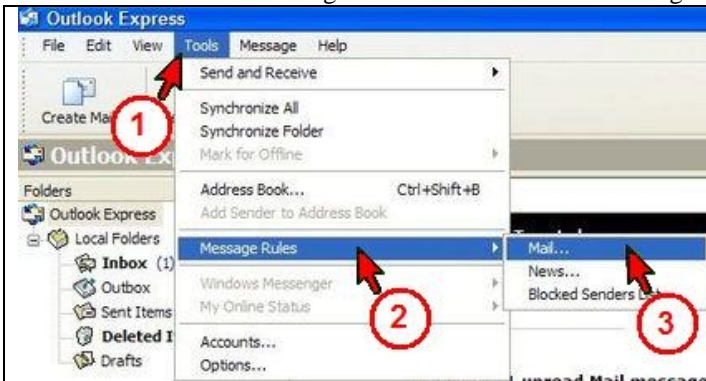 Outlook Express
File Edit View Tools Message Help
Send and Receive
Create Ma
1
Synchronize All
Synchronize Folder
Mark for Offline
Outlook Ex
Folders
Address Book... Ctrl+Shift+B
Outlook Express
Add Sender to Address Book
Local Folders
Message Rules
Mail...
Inbox (1)
News...
Outbox
Windows Messenger
Blocked Senders List
Sent Items
My Online Status
2
3
Deleted I
Accounts...
Drafts
Options...
unread Mail message